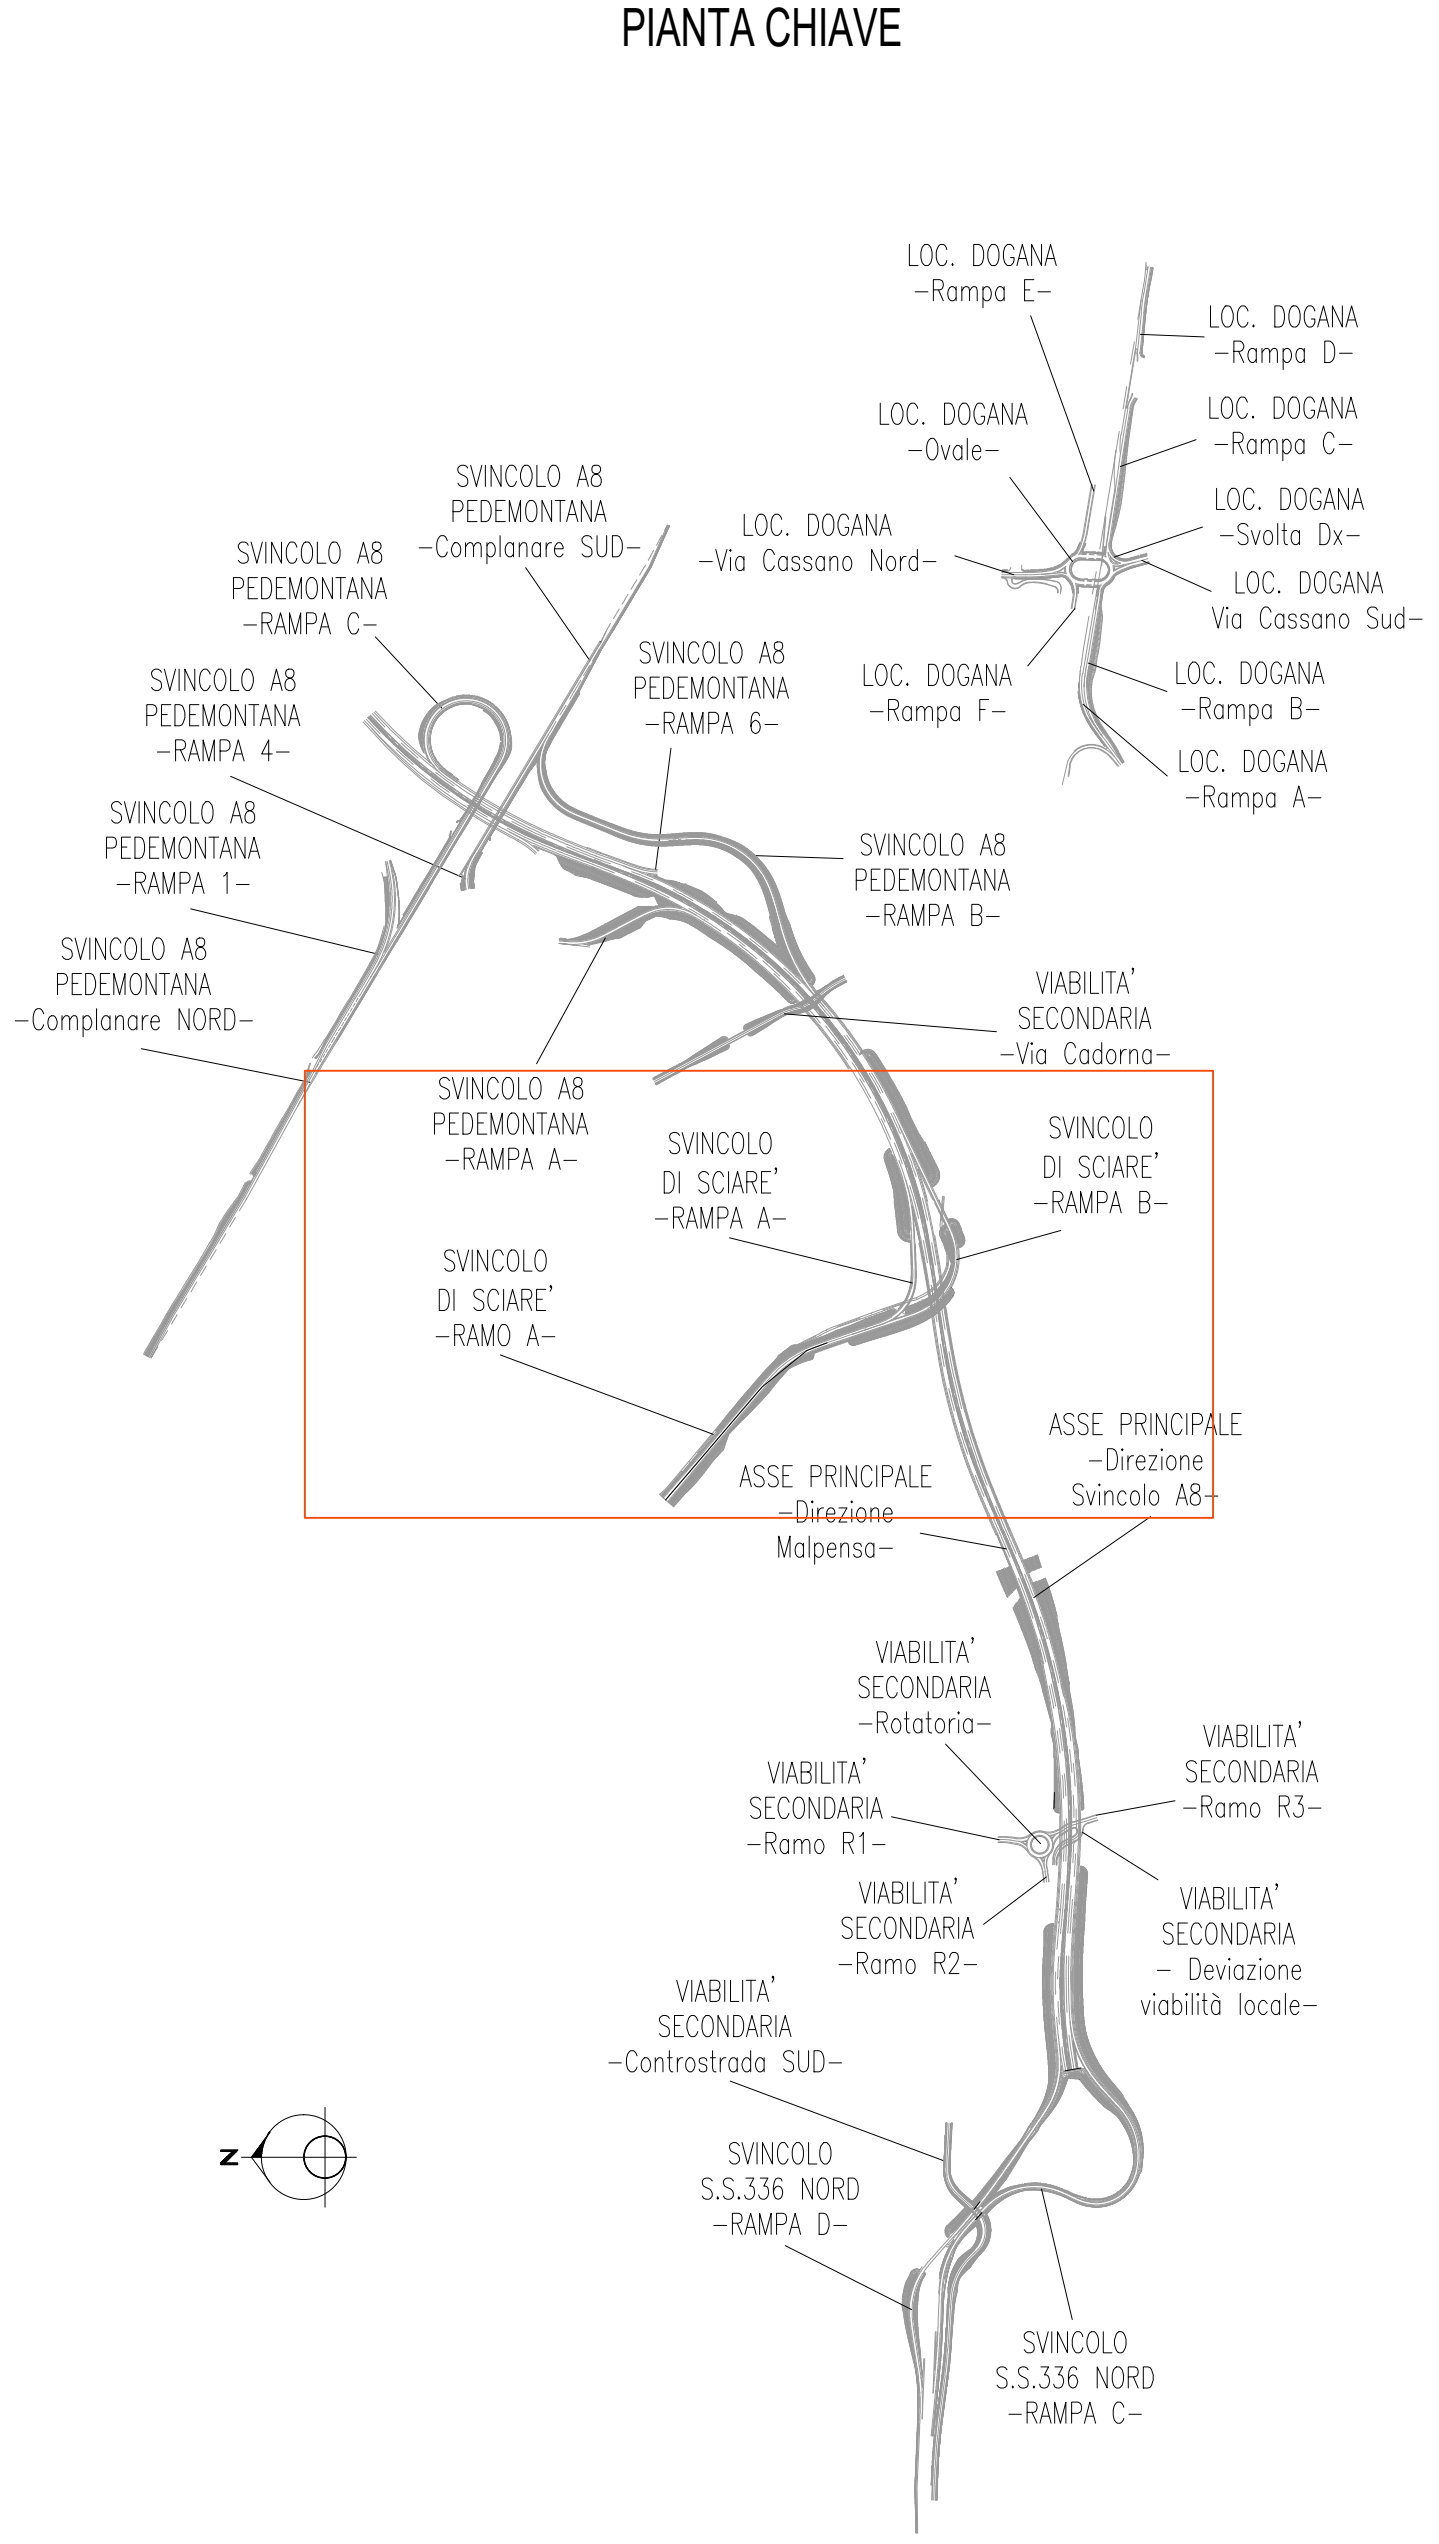 PIANTA CHIAVE
LOC. DOGANA
-Rampa E-
LOC. DOGANA
-Rampa D-
LOC. DOGANA
-Rampa C-
LOC. DOGANA
-Ovale-
SVINCOLO A8
PEDEMONTANA
-Complanare SUD-
LOC. DOGANA
-Svolta Dx-
LOC. DOGANA
-Via Cassano Nord-
SVINCOLO A8
PEDEMONTANA
-RAMPA C-
LOC. DOGANA
Via Cassano Sud-
SVINCOLO A8
PEDEMONTANA
-RAMPA 6-
LOC. DOGANA
-Rampa F-
LOC. DOGANA
-Rampa B-
SVINCOLO A8
PEDEMONTANA
-RAMPA 4-
LOC. DOGANA
-Rampa A-
SVINCOLO A8
PEDEMONTANA
-RAMPA 1-
SVINCOLO A8
PEDEMONTANA
-RAMPA B-
SVINCOLO A8
PEDEMONTANA
-Complanare NORD-
VIABILITA'
SECONDARIA
-Via Cadorna-
SVINCOLO A8
PEDEMONTANA
-RAMPA A-
SVINCOLO
DI SCIARE'
-RAMPA A-
SVINCOLO
DI SCIARE'
-RAMPA B-
SVINCOLO
DI SCIARE'
-RAMO A-
ASSE PRINCIPALE
-Direzione
Svincolo A8-
ASSE PRINCIPALE
-Direzione
Malpensa-
VIABILITA'
SECONDARIA
-Rotatoria-
VIABILITA'
SECONDARIA
-Ramo R3-
VIABILITA'
SECONDARIA
-Ramo R1-
VIABILITA'
SECONDARIA
-Ramo R2-
VIABILITA'
SECONDARIA
- Deviazione
viabilità locale-
VIABILITA'
SECONDARIA
-Controstrada SUD-
N
SVINCOLO
S.S.336 NORD
-RAMPA D-
SVINCOLO
S.S.336 NORD
-RAMPA C-